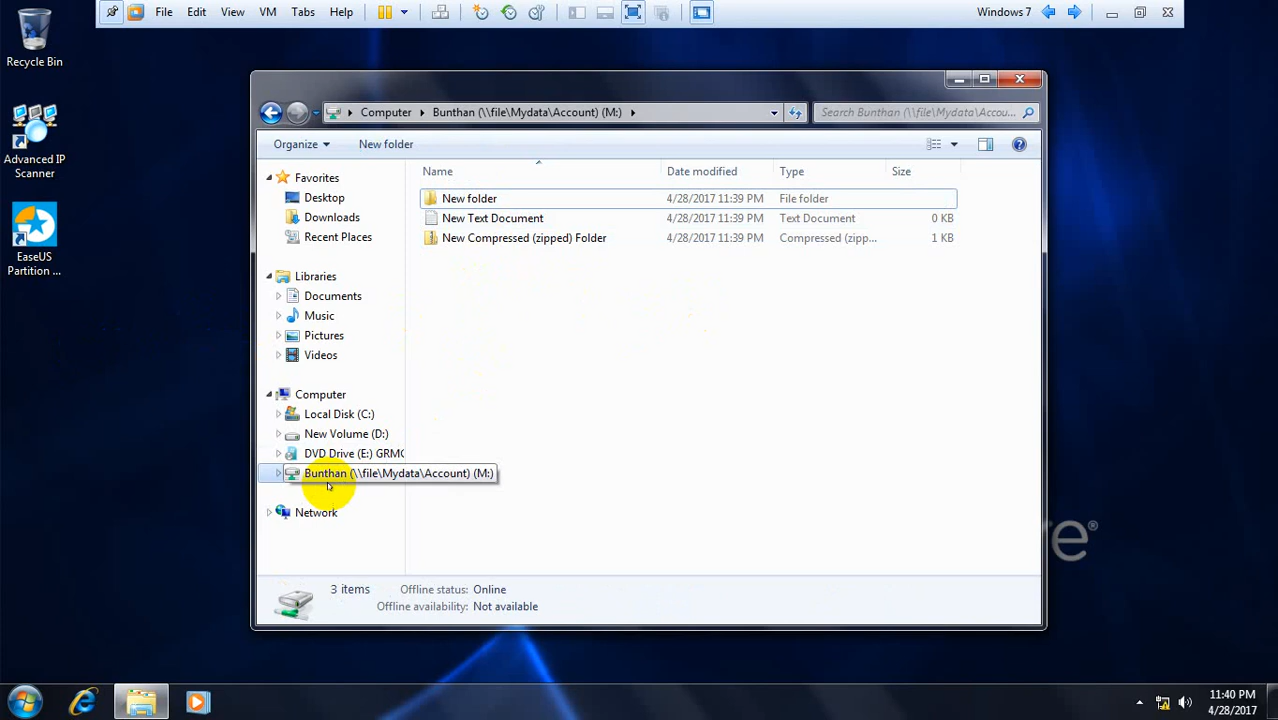 File Edit View VM Tabs Help Windows 7
Recycle Bin
Advanced IP
Scanner
EaseUS
Partition ...
Computer Bunthan (\\file\Mydata\Account) (M:) Search Bunthan (\\file\Mydata\Accou...
Organize New folder
Favorites
Desktop
Downloads
Recent Places
Libraries
Documents
Music
Pictures
Videos
Computer
Local Disk (C:)
New Volume (D:)
DVD Drive (E:) GRMC
Bunthan (\\file\Mydata\Account) (M:)
Network
Name Date modified Type Size
New folder 4/28/2017 11:39 PM File folder
New Text Document 4/28/2017 11:39 PM Text Document 0 KB
New Compressed (zipped) Folder 4/28/2017 11:39 PM Compressed (zipp... 1 KB
3 items Offline status: Online
Offline availability: Not available
re®
11:40 PM
4/28/2017